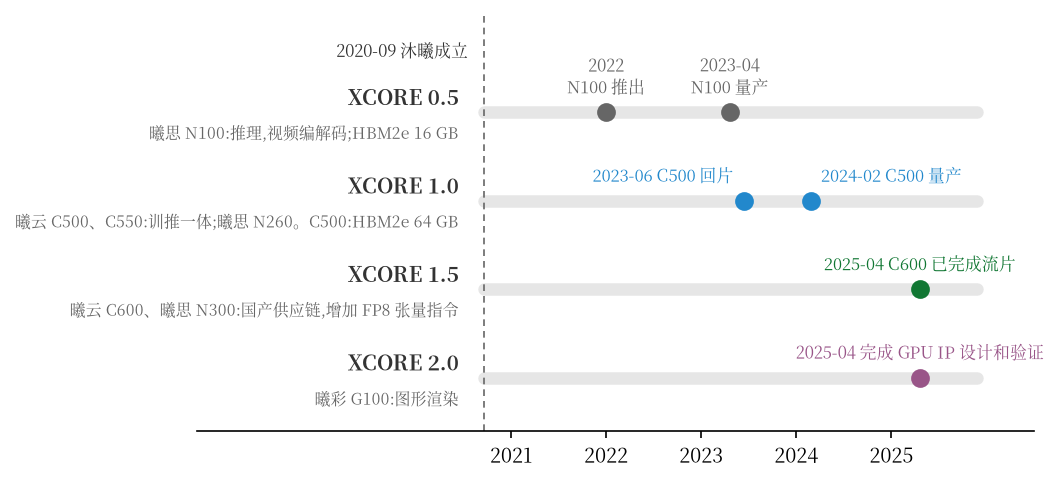 2020-09 沐曦成立
2022
N100 推出
2023-04
N100 量产
XCORE 0.5
曦思 N100:推理,视频编解码;HBM2e 16 GB
XCORE 1.0
2023-06 C500 回片
2024-02 C500 量产
曦云 C500、C550:训推一体;曦思 N260。C500:HBM2e 64 GB
XCORE 1.5
2025-04 C600 已完成流片
曦云 C600、曦思 N300:国产供应链,增加 FP8 张量指令
XCORE 2.0
2025-04 完成 GPU IP 设计和验证
曦彩 G100:图形渲染
2021
2022
2023
2024
2025